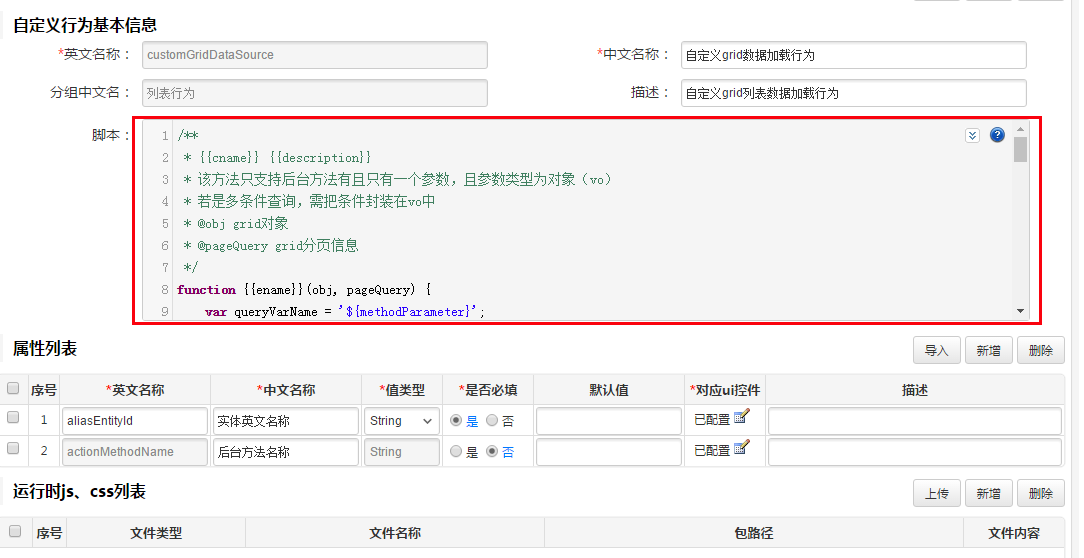 自定义行为基本信息
*英文名称： customGridDataSource *中文名称： 自定义grid数据加载行为
分组中文名： 列表行为 描述： 自定义grid列表数据加载行为
脚本：
1 /**
2 * {{cname}} {{description}}
3 * 该方法只支持后台方法有且只有一个参数，且参数类型为对象（vo）
4 * 若是多条件查询，需把条件封装在vo中
5 * @obj grid对象
6 * @pageQuery grid分页信息
7 */
8 function {{ename}}(obj, pageQuery) {
9 var queryVarName = '${methodParameter}';
属性列表 导入 新增 删除
序号 *英文名称 *中文名称 *值类型 *是否必填 默认值 *对应ui控件 描述
1 aliasEntityId 实体英文名称 String 是 否 已配置
2 actionMethodName 后台方法名称 String 是 否 已配置
运行时js、css列表 上传 新增 删除
序号 文件类型 文件名称 包路径 文件内容